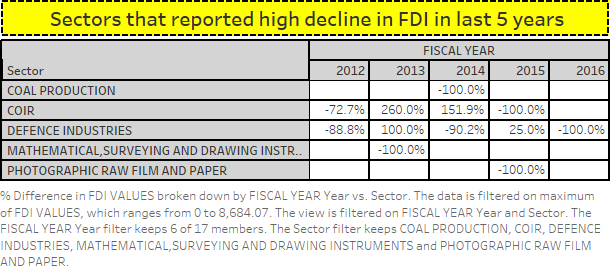 Sectors that reported high decline in FDI in last 5 years
FISCAL YEAR
Sector 2012 2013 2014 2015 2016
COAL PRODUCTION -100.0%
COIR -72.7% 260.0% 151.9% -100.0%
DEFENCE INDUSTRIES -88.8% 100.0% -90.2% 25.0% -100.0%
MATHEMATICAL,SURVEYING AND DRAWING INSTR.. -100.0%
PHOTOGRAPHIC RAW FILM AND PAPER -100.0%
% Difference in FDI VALUES broken down by FISCAL YEAR Year vs. Sector. The data is filtered on maximum
of FDI VALUES, which ranges from 0 to 8,684.07. The view is filtered on FISCAL YEAR Year and Sector. The
FISCAL YEAR Year filter keeps 6 of 17 members. The Sector filter keeps COAL PRODUCTION, COIR, DEFENCE
INDUSTRIES, MATHEMATICAL,SURVEYING AND DRAWING INSTRUMENTS and PHOTOGRAPHIC RAW FILM
AND PAPER.